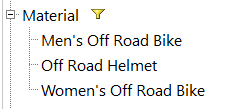 Material
Men's Off Road Bike
Off Road Helmet
Women's Off Road Bike